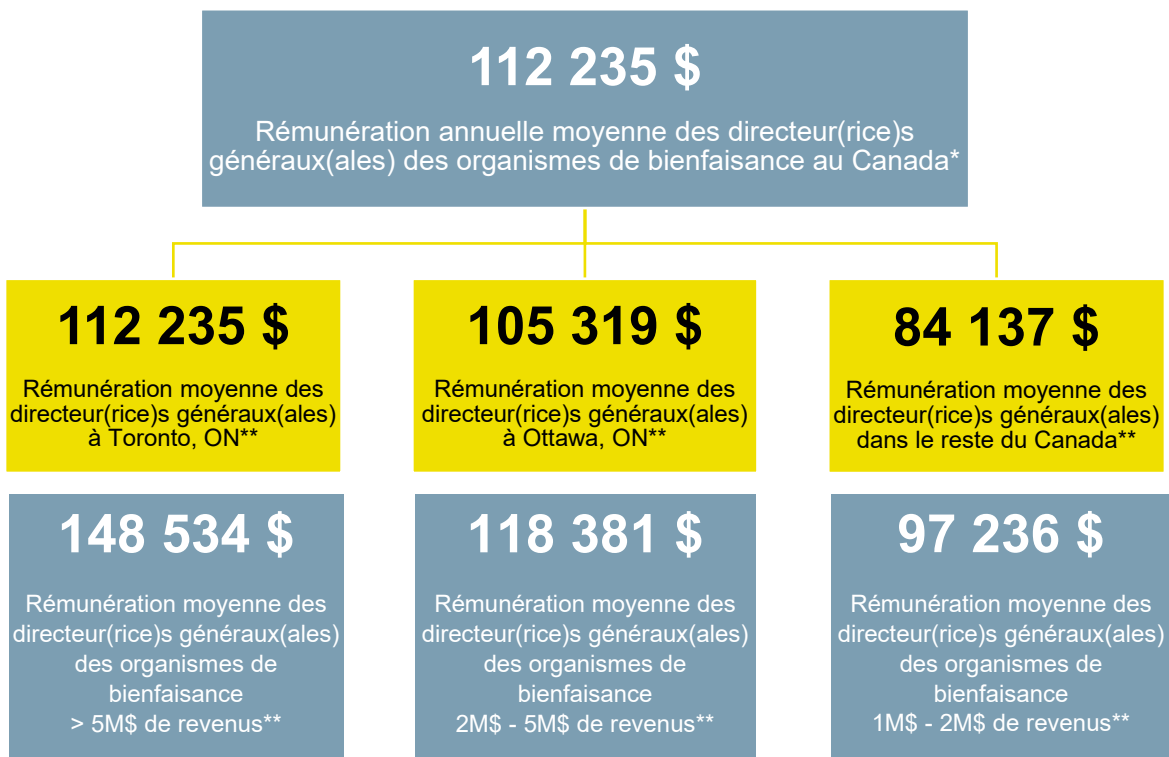 112 235 $
Rémunération annuelle moyenne des directeur(rice)s
généraux(ales) des organismes de bienfaisance au Canada*
112 235 $
Rémunération moyenne des
directeur(rice)s généraux(ales)
à Toronto, ON**
105 319 $
Rémunération moyenne des
directeur(rice)s généraux(ales)
à Ottawa, ON**
84 137 $
Rémunération moyenne des
directeur(rice)s généraux(ales)
dans le reste du Canada**
148 534 $
Rémunération moyenne des
directeur(rice)s généraux(ales)
des organismes de
bienfaisance
> 5M$ de revenus**
118 381 $
Rémunération moyenne des
directeur(rice)s généraux(ales)
des organismes de
bienfaisance
2M$ - 5M$ de revenus**
97 236 $
Rémunération moyenne des
directeur(rice)s généraux(ales)
des organismes de
bienfaisance
1M$ - 2M$ de revenus**